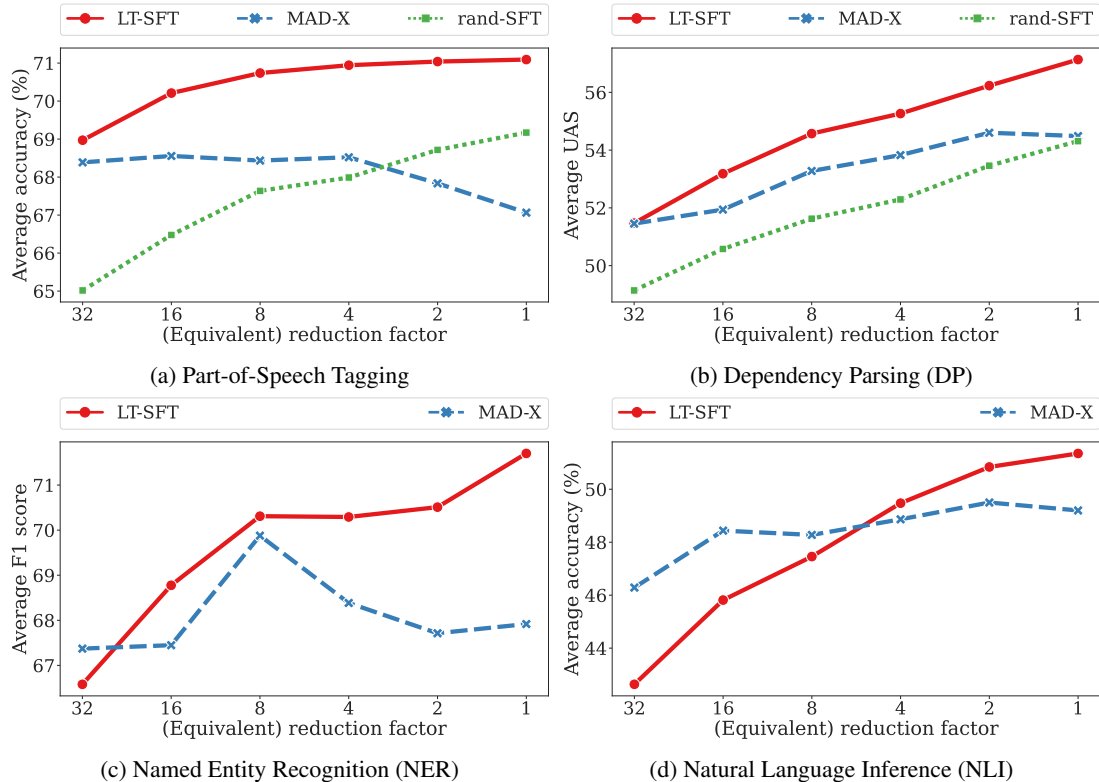 LT-SFT MAD-X rand-SFT
71
70
69
68
67
66
65
Average accuracy (%)
32 16 8 4 2 1
(Equivalent) reduction factor
(a) Part-of-Speech Tagging
LT-SFT MAD-X rand-SFT
56
54
52
50
Average UAS
32 16 8 4 2 1
(Equivalent) reduction factor
(b) Dependency Parsing (DP)
LT-SFT MAD-X
71
70
69
68
67
Average F1 score
32 16 8 4 2 1
(Equivalent) reduction factor
(c) Named Entity Recognition (NER)
LT-SFT MAD-X
50
48
46
44
Average accuracy (%)
32 16 8 4 2 1
(Equivalent) reduction factor
(d) Natural Language Inference (NLI)